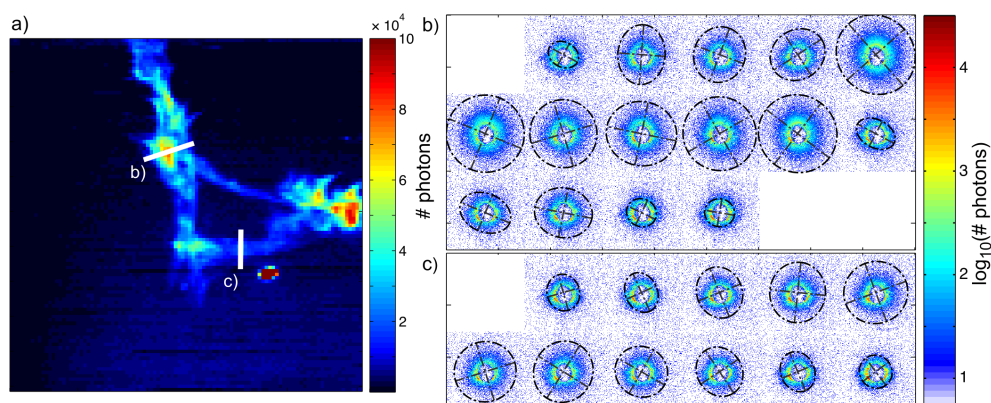 a)
× 10⁴
10
8
6
4
2
# photons
b)
c)
b)
c)
4
3
2
1
log₁₀(# photons)